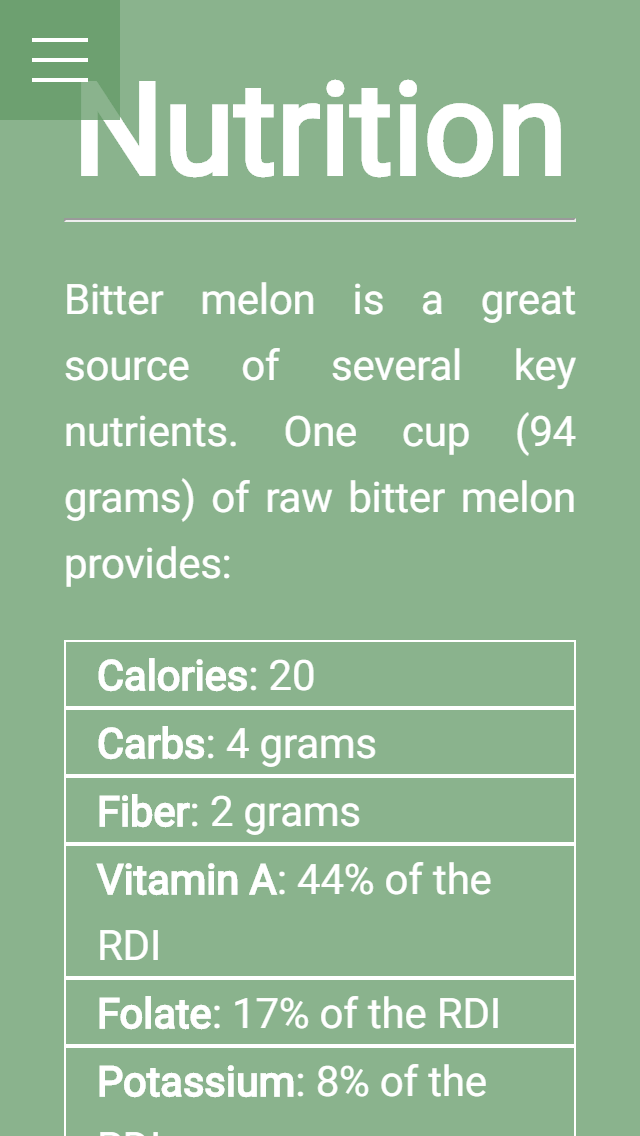 Nutrition
Bitter melon is a great
source of several key
nutrients. One cup (94
grams) of raw bitter melon
provides:
Calories: 20
Carbs: 4 grams
Fiber: 2 grams
Vitamin A: 44% of the
RDI
Folate: 17% of the RDI
Potassium: 8% of the